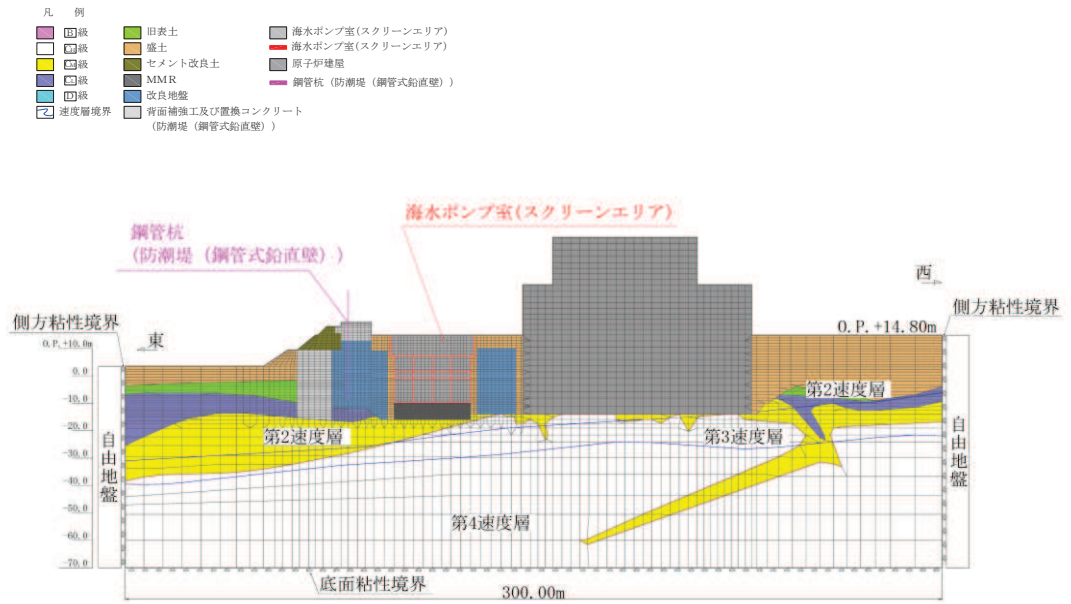 凡 例
B級
CH級
CM級
CL級
D級
速度層境界
旧表土
盛土
セメント改良土
MMR
改良地盤
背面補強工及び置換コンクリート
(防潮堤(鋼管式鉛直壁))
海水ポンプ室(スクリーンエリア)
海水ポンプ室(スクリーンエリア)
原子炉建屋
鋼管杭(防潮堤(鋼管式鉛直壁))
海水ポンプ室(スクリーンエリア)
鋼管杭
(防潮堤(鋼管式鉛直壁))
西
側方粘性境界
側方粘性境界
O.P.+14.80m
東
O.P.+10.0m
0.0
-10.0
-20.0
-30.0
-40.0
-50.0
-60.0
-70.0
第2速度層
第2速度層
第3速度層
第4速度層
自由地盤
自由地盤
底面粘性境界
300.00m